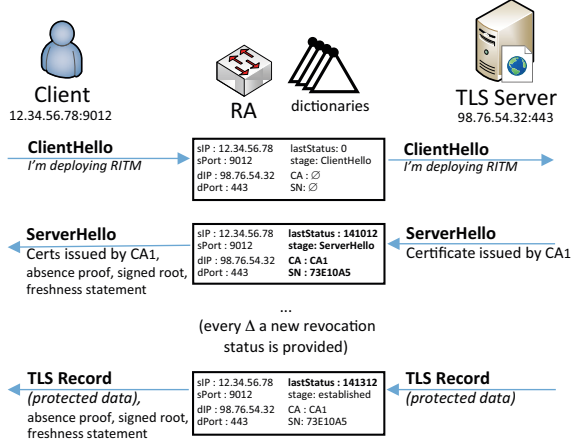 Client
12.34.56.78:9012
RA
dictionaries
TLS Server
98.76.54.32:443
ClientHello
I'm deploying RITM
sIP : 12.34.56.78 lastStatus: 0
sPort : 9012 stage: ClientHello
dIP : 98.76.54.32 CA : ∅
dPort : 443 SN: ∅
ClientHello
I'm deploying RITM
ServerHello
Certs issued by CA1,
absence proof, signed root,
freshness statement
sIP : 12.34.56.78 lastStatus : 141012
sPort : 9012 stage: ServerHello
dIP : 98.76.54.32 CA : CA1
dPort : 443 SN : 73E10A5
ServerHello
Certificate issued by CA1
...
(every Δ a new revocation
status is provided)
TLS Record
(protected data),
absence proof, signed root,
freshness statement
sIP : 12.34.56.78 lastStatus : 141312
sPort : 9012 stage: established
dIP : 98.76.54.32 CA : CA1
dPort : 443 SN: 73E10A5
TLS Record
(protected data)